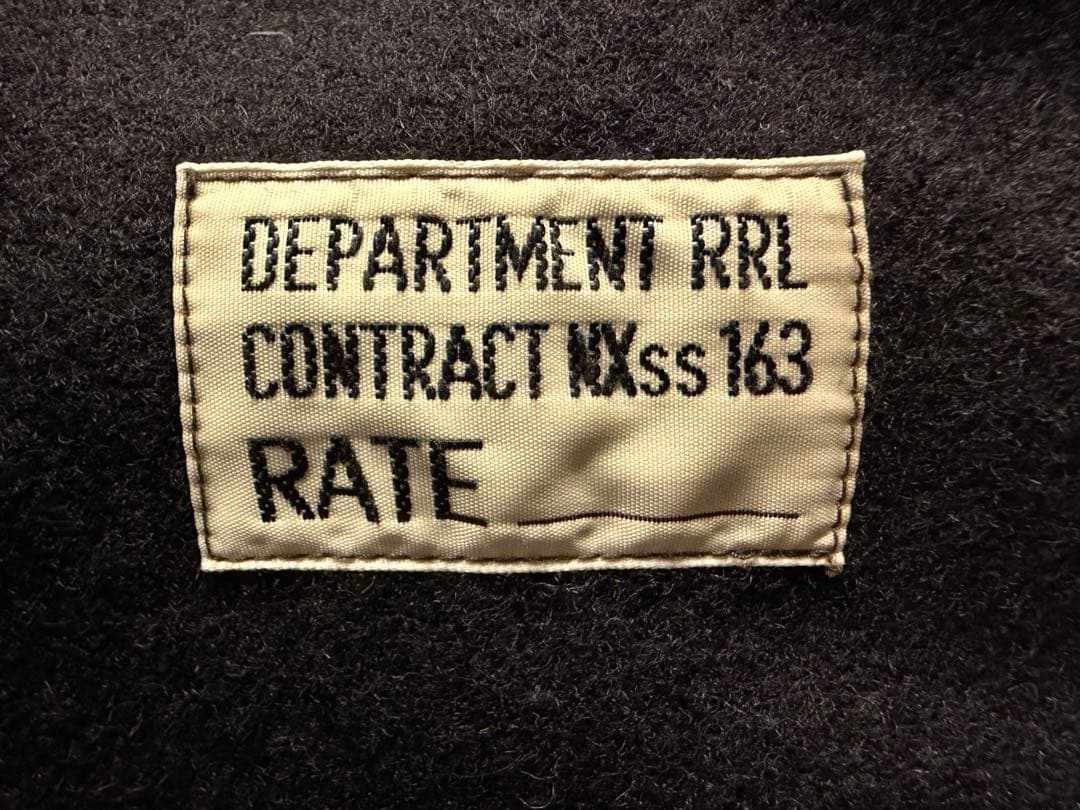 DEPARTMENT RRL
CONTRACT NXss 163
RATE